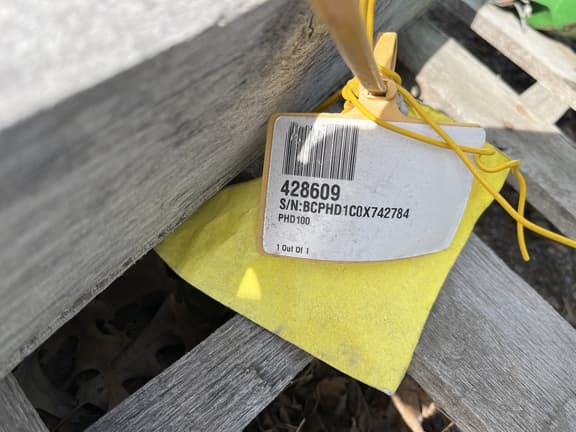 428609
S/N:BCPHD1C0X742784
PHD100
1 Out Of 1